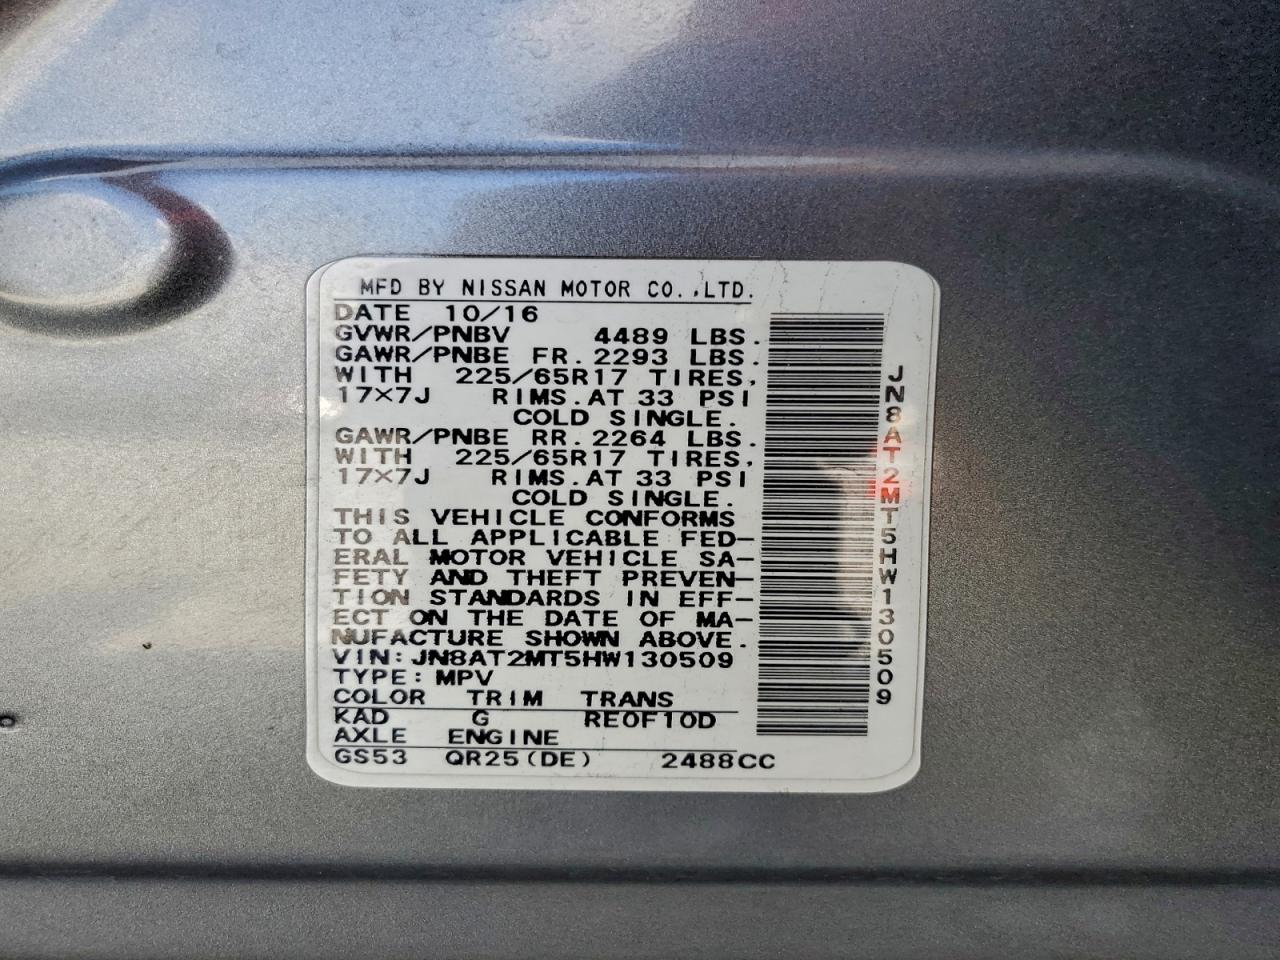 MFD BY NISSAN MOTOR CO.,LTD.
DATE 10/16
GVWR/PNBV 4489 LBS.
GAWR/PNBE FR. 2293 LBS.
WITH 225/65R17 TIRES,
17×7J RIMS.AT 33 PSI
COLD SINGLE.
GAWR/PNBE RR. 2264 LBS.
WITH 225/65R17 TIRES,
17×7J RIMS.AT 33 PSI
COLD SINGLE.
THIS VEHICLE CONFORMS
TO ALL APPLICABLE FED-
ERAL MOTOR VEHICLE SA-
FETY AND THEFT PREVEN-
TION STANDARDS IN EFF-
ECT ON THE DATE OF MA-
NUFACTURE SHOWN ABOVE.
VIN:JN8AT2MT5HW130509
TYPE:MPV
COLOR TRIM TRANS
KAD G RE0F10D
AXLE ENGINE
GS53 QR25(DE) 2488CC
JN8AT2MT5HW130509